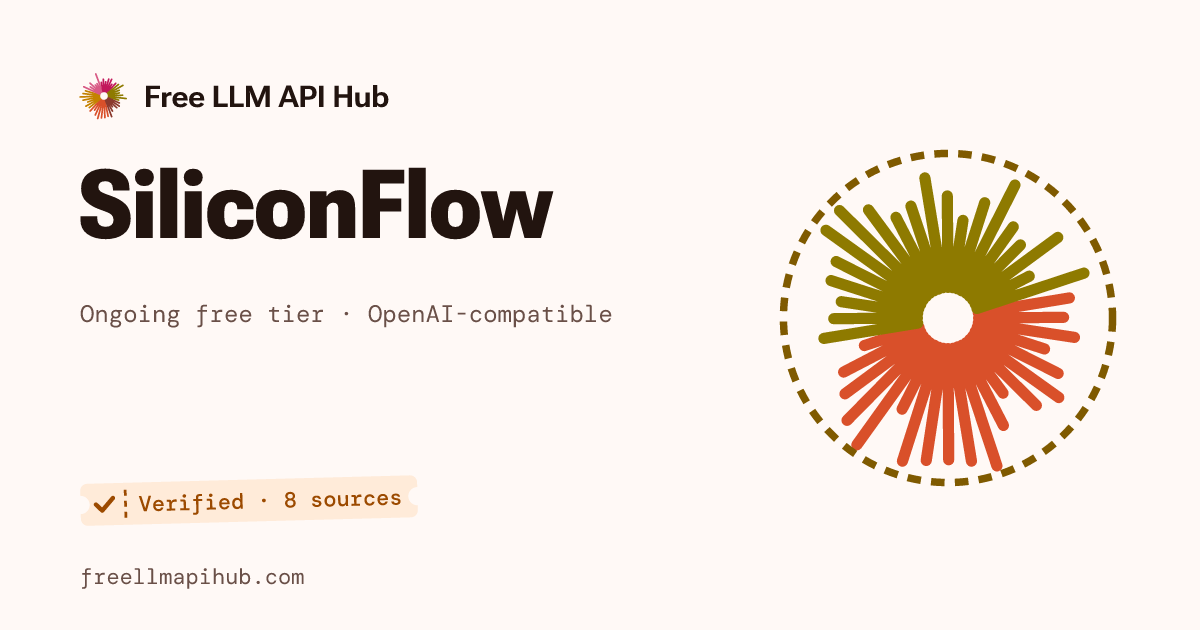 Free LLM API Hub
SiliconFlow
Ongoing free tier · OpenAI-compatible
Verified · 8 sources
freellmapihub.com